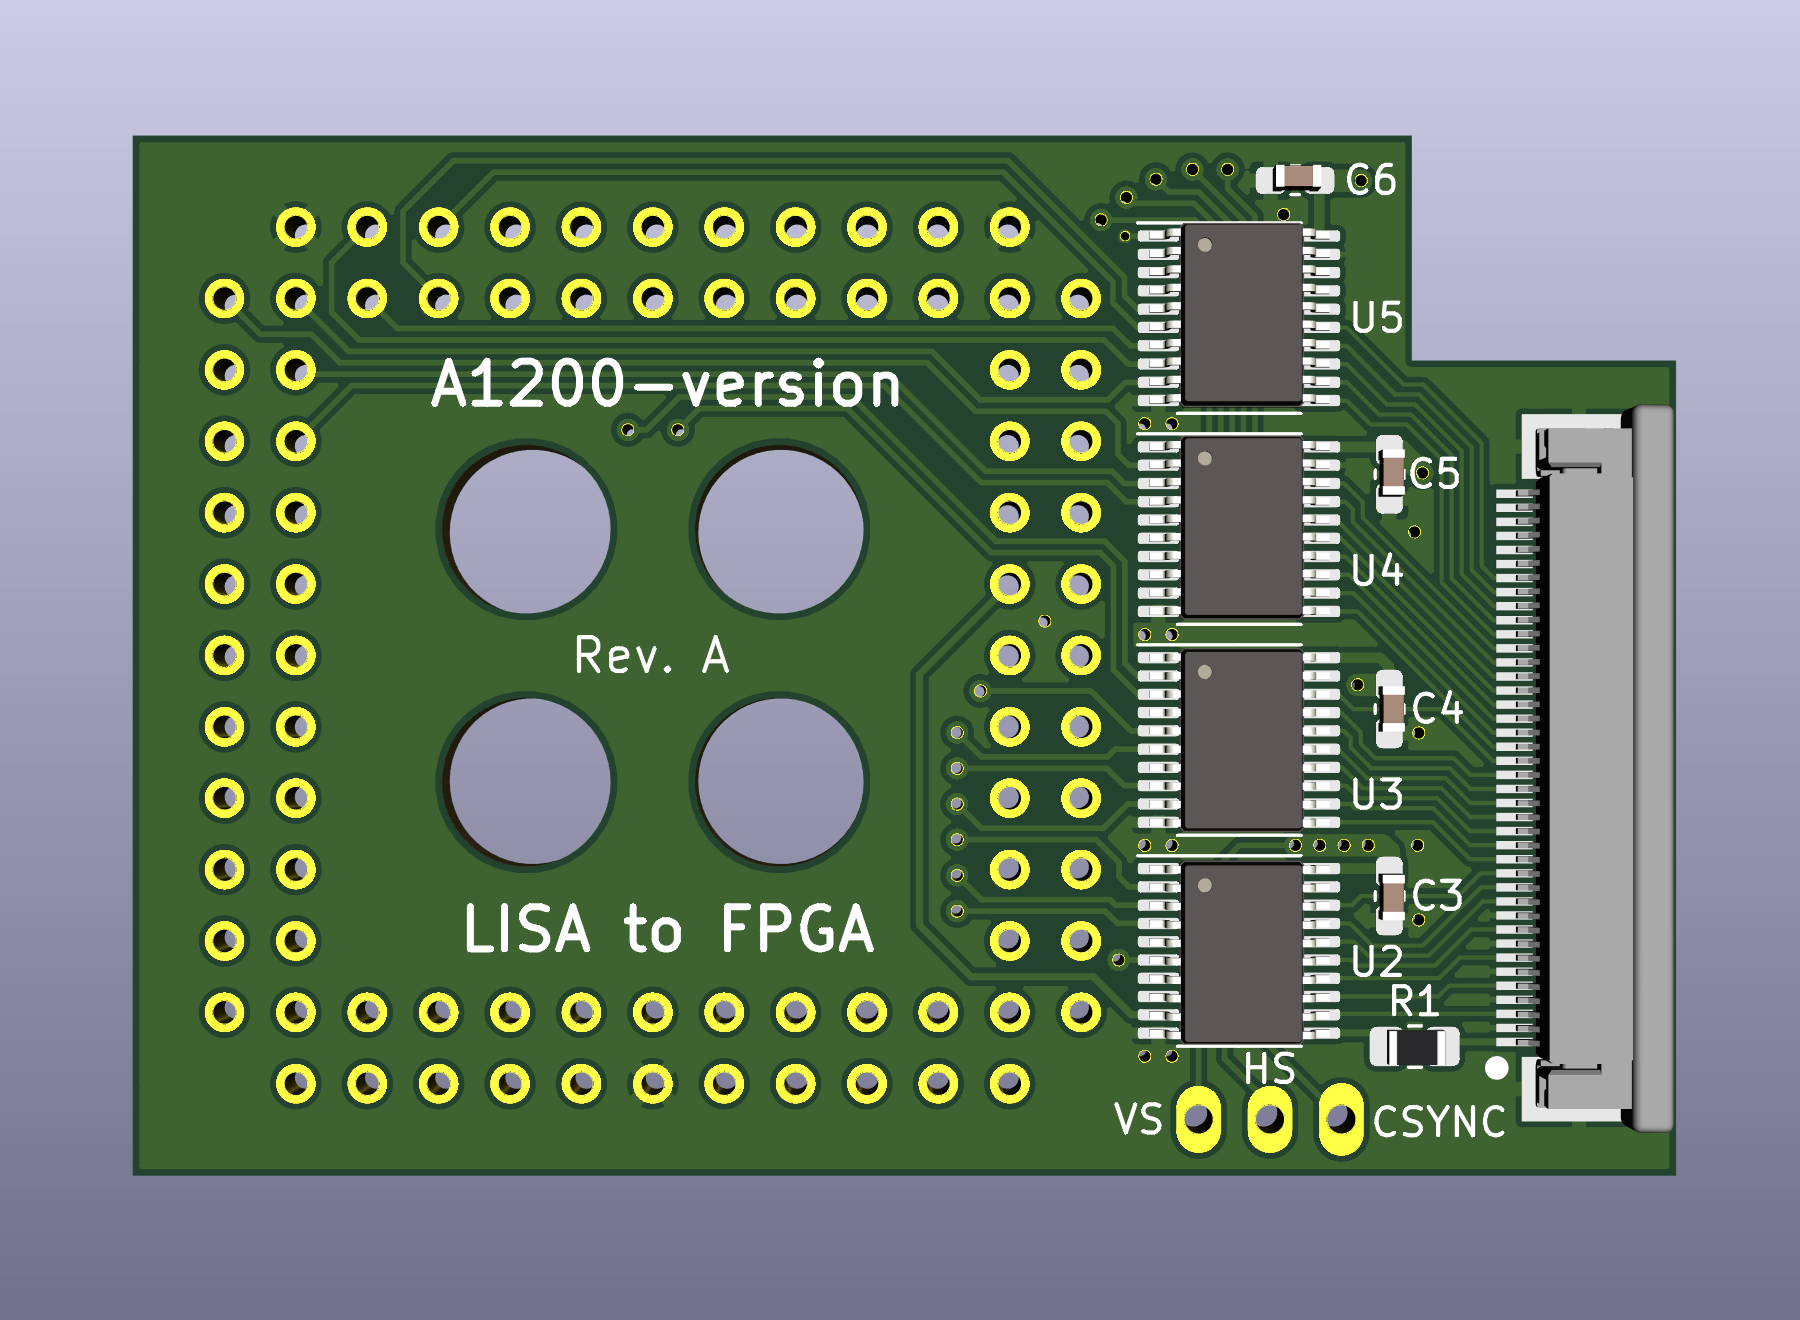 C6
U5
A1200-version
C5
U4
Rev. A
C4
U3
C3
LISA to FPGA
U2
R1
HS
VS
CSYNC